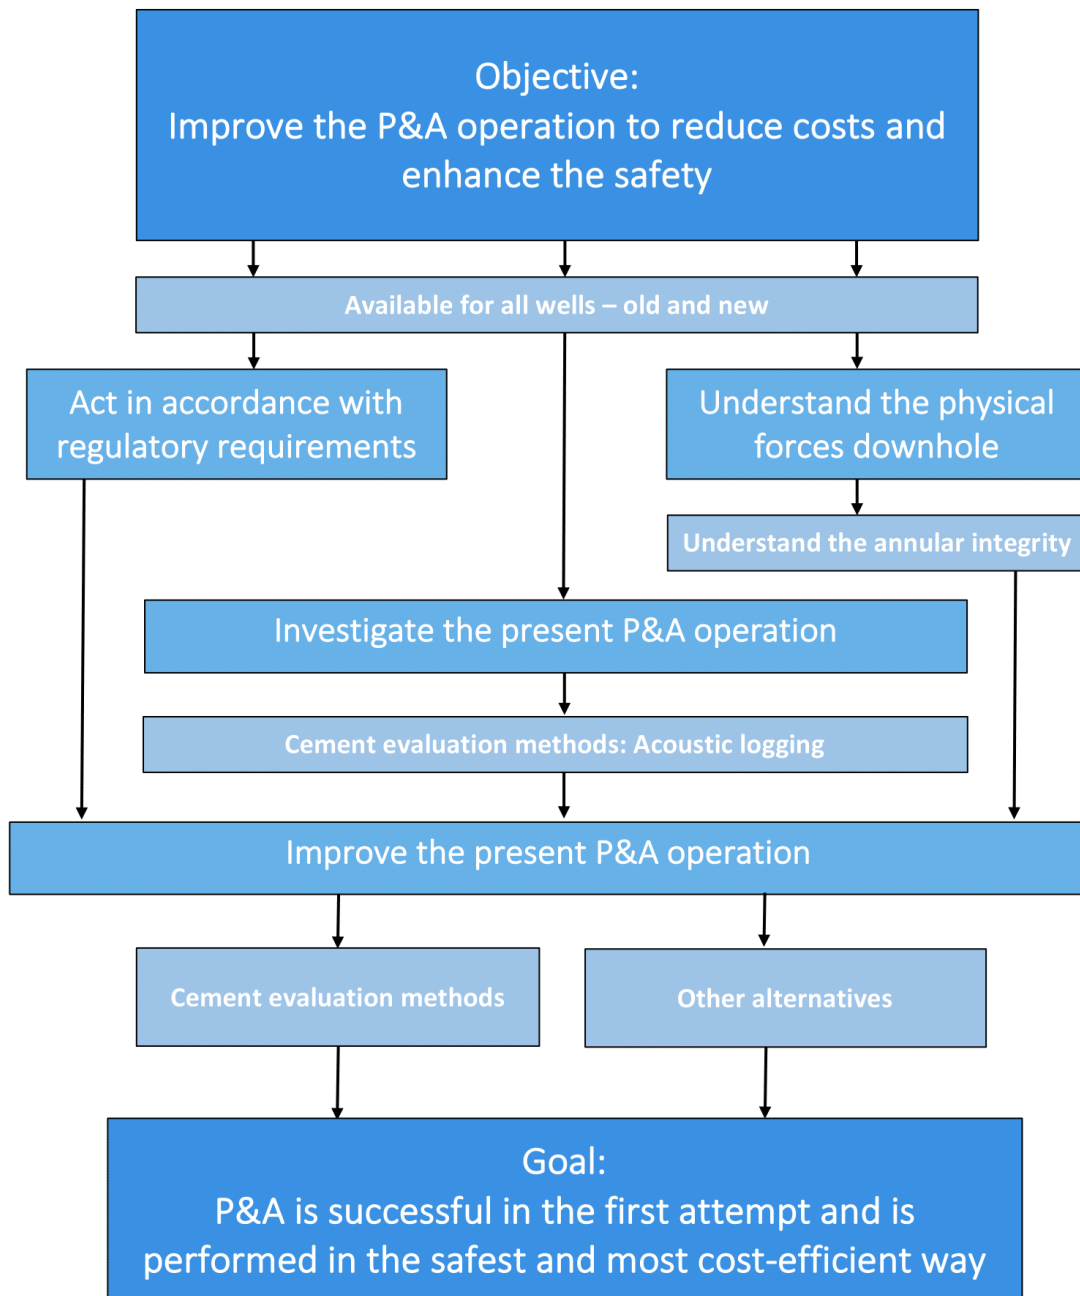 Objective:
Improve the P&A operation to reduce costs and
enhance the safety
Available for all wells – old and new
Act in accordance with
regulatory requirements
Understand the physical
forces downhole
Understand the annular integrity
Investigate the present P&A operation
Cement evaluation methods: Acoustic logging
Improve the present P&A operation
Cement evaluation methods
Other alternatives
Goal:
P&A is successful in the first attempt and is
performed in the safest and most cost-efficient way